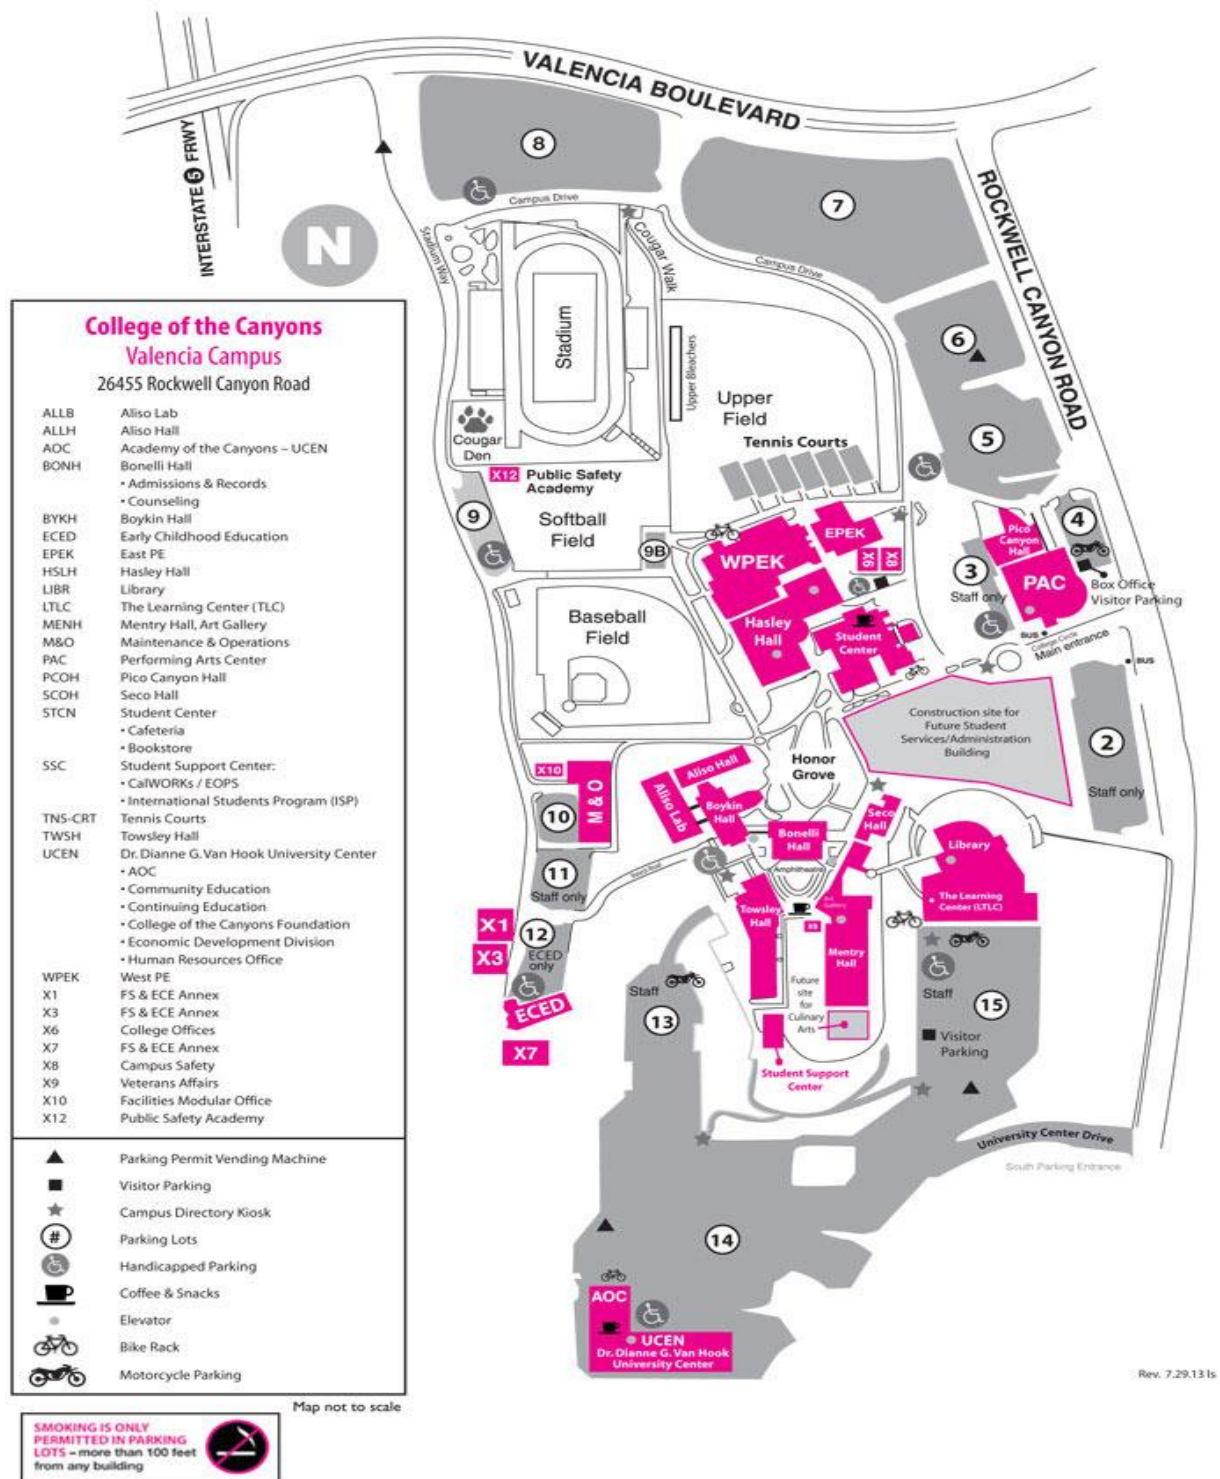 VALENCIA BOULEVARD
INTERSTATE 5 FRWY
ROCKWELL CANYON ROAD
N
8
7
Campus Drive
Stadium Way
Cougar Walk
Campus Drive
6
5
Stadium
Upper Bleachers
Upper
Field
Tennis Courts
Cougar
Den
X12 Public Safety
Academy
9
Softball
Field
9B
WPEK
EPEK
X6
X8
Pico
Canyon
Hall
4
3
Staff only
PAC
Box Office
Visitor Parking
BUS
College Circle
Main entrance
BUS
Baseball
Field
Hasley
Hall
Student
Center
Construction site for
Future Student
Services/Administration
Building
2
Staff only
Honor
Grove
X10
M & O
10
Aliso Hall
Aliso Lab
Boykin
Hall
Bonelli
Hall
Seco
Hall
Library
The Learning
Center (LTLC)
Amphitheatre
11
Staff only
X1
X3
12
ECED
only
ECED
X7
Towsley
Hall
Art
Gallery
X9
Mentry
Hall
Future
site
for
Culinary
Arts
Staff
13
Staff
15
Visitor
Parking
Student Support
Center
University Center Drive
South Parking Entrance
14
AOC
UCEN
Dr. Dianne G. Van Hook
University Center
College of the Canyons
Valencia Campus
26455 Rockwell Canyon Road
ALLB Aliso Lab
ALLH Aliso Hall
AOC Academy of the Canyons – UCEN
BONH Bonelli Hall
• Admissions & Records
• Counseling
BYKH Boykin Hall
ECED Early Childhood Education
EPEK East PE
HSLH Hasley Hall
LIBR Library
LTLC The Learning Center (TLC)
MENH Mentry Hall, Art Gallery
M&O Maintenance & Operations
PAC Performing Arts Center
PCOH Pico Canyon Hall
SCOH Seco Hall
STCN Student Center
• Cafeteria
• Bookstore
SSC Student Support Center:
• CalWORKs / EOPS
• International Students Program (ISP)
TNS-CRT Tennis Courts
TWSH Towsley Hall
UCEN Dr. Dianne G. Van Hook University Center
• AOC
• Community Education
• Continuing Education
• College of the Canyons Foundation
• Economic Development Division
• Human Resources Office
WPEK West PE
X1 FS & ECE Annex
X3 FS & ECE Annex
X6 College Offices
X7 FS & ECE Annex
X8 Campus Safety
X9 Veterans Affairs
X10 Facilities Modular Office
X12 Public Safety Academy
Parking Permit Vending Machine
Visitor Parking
Campus Directory Kiosk
# Parking Lots
Handicapped Parking
Coffee & Snacks
Elevator
Bike Rack
Motorcycle Parking
Map not to scale
Rev. 7.29.13 ls
SMOKING IS ONLY
PERMITTED IN PARKING
LOTS – more than 100 feet
from any building